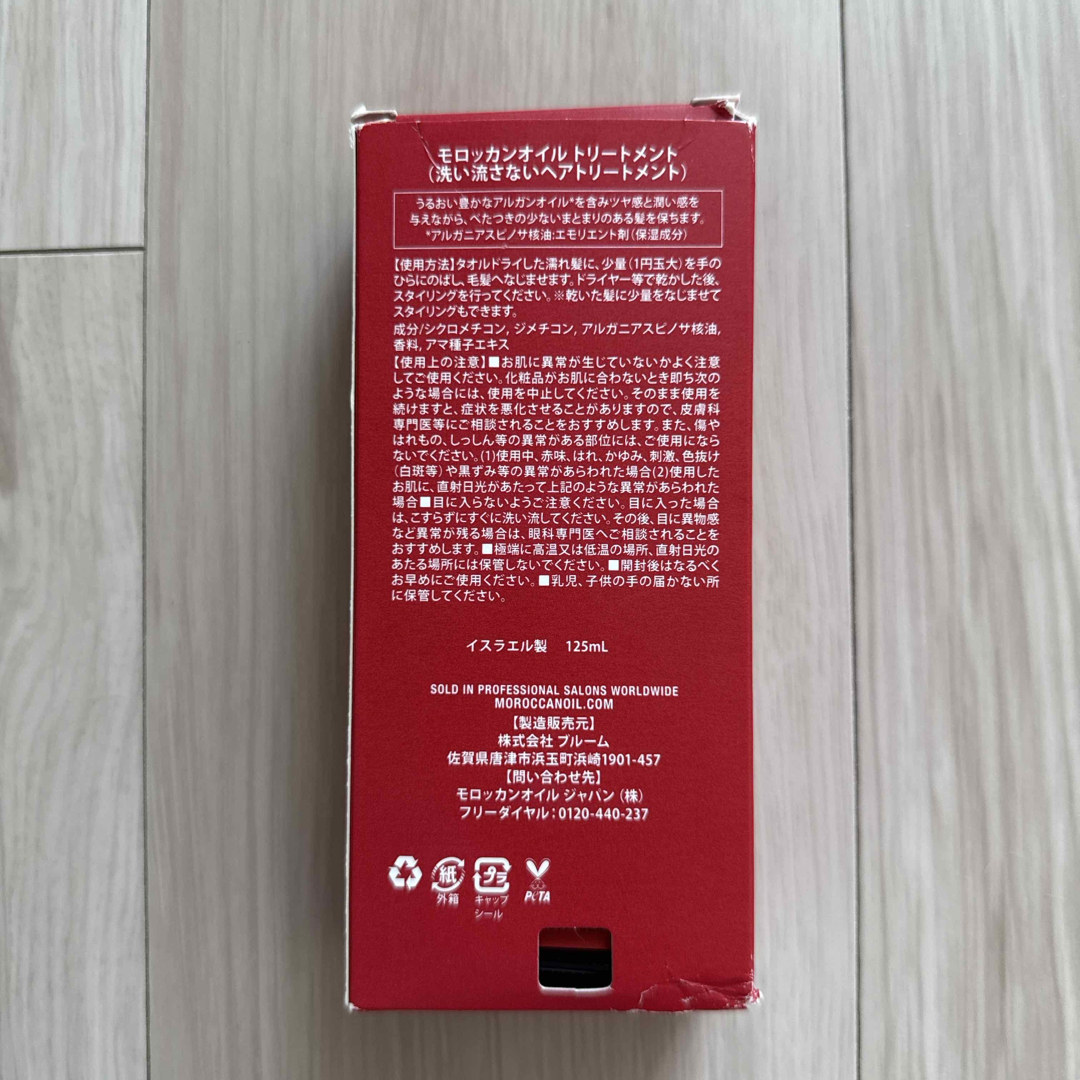 モロッカンオイル トリートメント
(洗い流さないヘアトリートメント)
うるおい豊かなアルガンオイル*を含みツヤ感と潤い感を
与えながら、べたつきの少ないまとまりのある髪を保ちます。
*アルガニアスピノサ核油:エモリエント剤(保湿成分)
【使用方法】タオルドライした濡れ髪に、少量(1円玉大)を手の
ひらにのばし、毛髪へなじませます。ドライヤー等で乾かした後、
スタイリングを行ってください。※乾いた髪に少量をなじませて
スタイリングもできます。
成分/シクロメチコン, ジメチコン, アルガニアスピノサ核油,
香料, アマ種子エキス
【使用上の注意】■お肌に異常が生じていないかよく注意
してご使用ください。化粧品がお肌に合わないとき即ち次の
ような場合には、使用を中止してください。そのまま使用を
続けますと、症状を悪化させることがありますので、皮膚科
専門医等にご相談されることをおすすめします。また、傷や
はれもの、しっしん等の異常がある部位には、ご使用になら
ないでください。(1)使用中、赤味、はれ、かゆみ、刺激、色抜け
(白斑等)や黒ずみ等の異常があらわれた場合(2)使用した
お肌に、直射日光があたって上記のような異常があらわれた
場合■目に入らないようご注意ください。目に入った場合
は、こすらずにすぐに洗い流してください。その後、目に異物感
など異常が残る場合は、眼科専門医へご相談されることを
おすすめします。■極端に高温又は低温の場所、直射日光の
あたる場所には保管しないでください。■開封後はなるべく
お早めにご使用ください。■乳児、子供の手の届かない所
に保管してください。
イスラエル製 125mL
SOLD IN PROFESSIONAL SALONS WORLDWIDE
MOROCCANOIL.COM
【製造販売元】
株式会社 ブルーム
佐賀県唐津市浜玉町浜崎1901-457
【問い合わせ先】
モロッカンオイル ジャパン(株)
フリーダイヤル:0120-440-237
紙 プラ PeTA
外箱 キャップ
シール